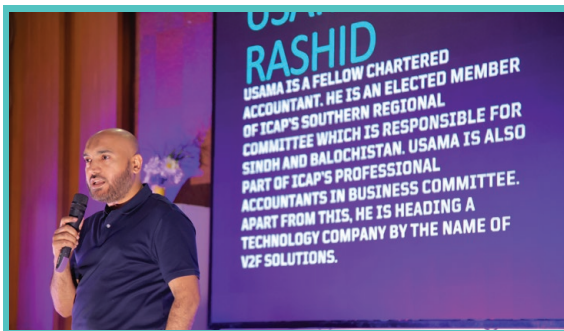 RASHID
USAMA IS A FELLOW CHARTERED
ACCOUNTANT. HE IS AN ELECTED MEMBER
OF ICAP'S SOUTHERN REGIONAL
COMMITTEE WHICH IS RESPONSIBLE FOR
SINDH AND BALOCHISTAN. USAMA IS ALSO
PART OF ICAP'S PROFESSIONAL
ACCOUNTANTS IN BUSINESS COMMITTEE.
APART FROM THIS, HE IS HEADING A
TECHNOLOGY COMPANY BY THE NAME OF
V2F SOLUTIONS.